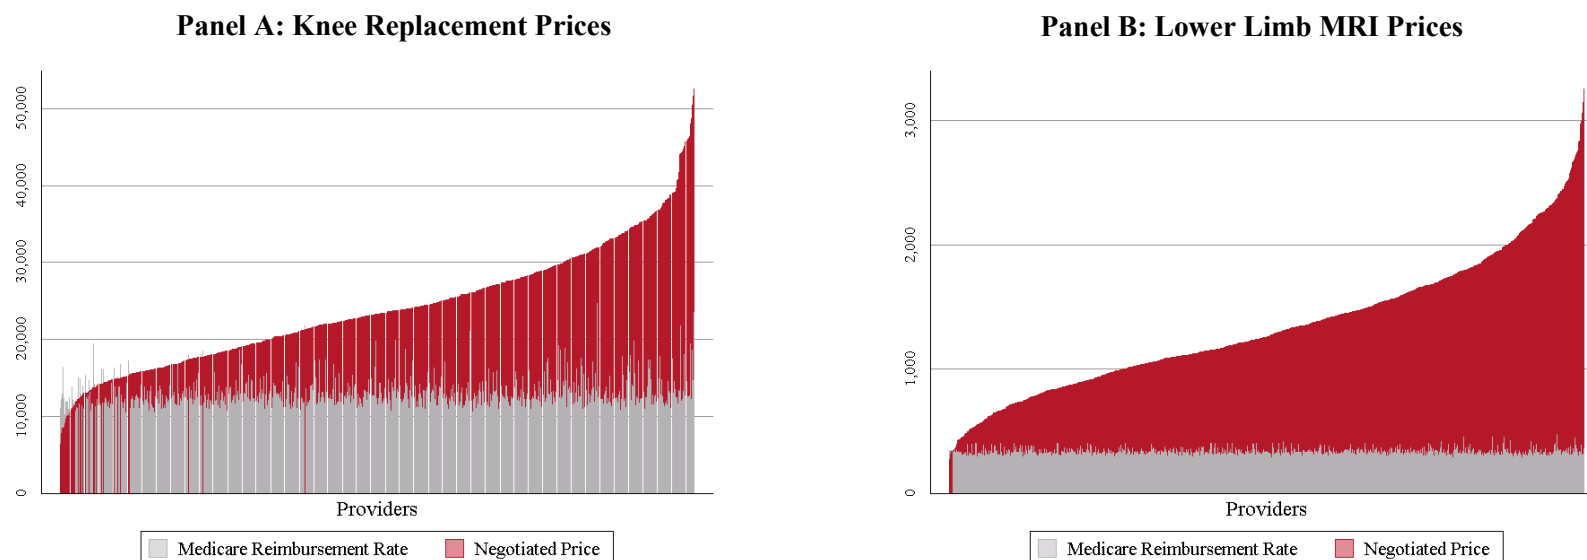 Panel A: Knee Replacement Prices
50,000
40,000
30,000
20,000
10,000
0
Providers
Medicare Reimbursement Rate
Negotiated Price
Panel B: Lower Limb MRI Prices
3,000
2,000
1,000
0
Providers
Medicare Reimbursement Rate
Negotiated Price